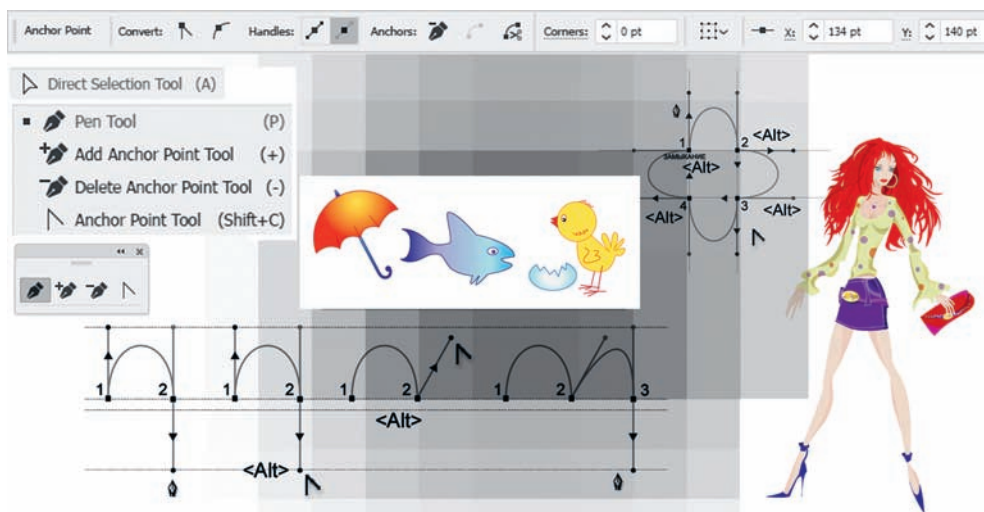 Anchor Point Convert: Handles: Anchors: Corners: 0 pt X: 134 pt Y: 140 pt
Direct Selection Tool (A)
Pen Tool (P)
Add Anchor Point Tool (+)
Delete Anchor Point Tool (-)
Anchor Point Tool (Shift+C)
1 2 <Alt>
ЗАМЫКАНИЕ
<Alt>
<Alt> 4 3 <Alt>
1 2 1 2 1 2 1 2 3
<Alt>
<Alt>